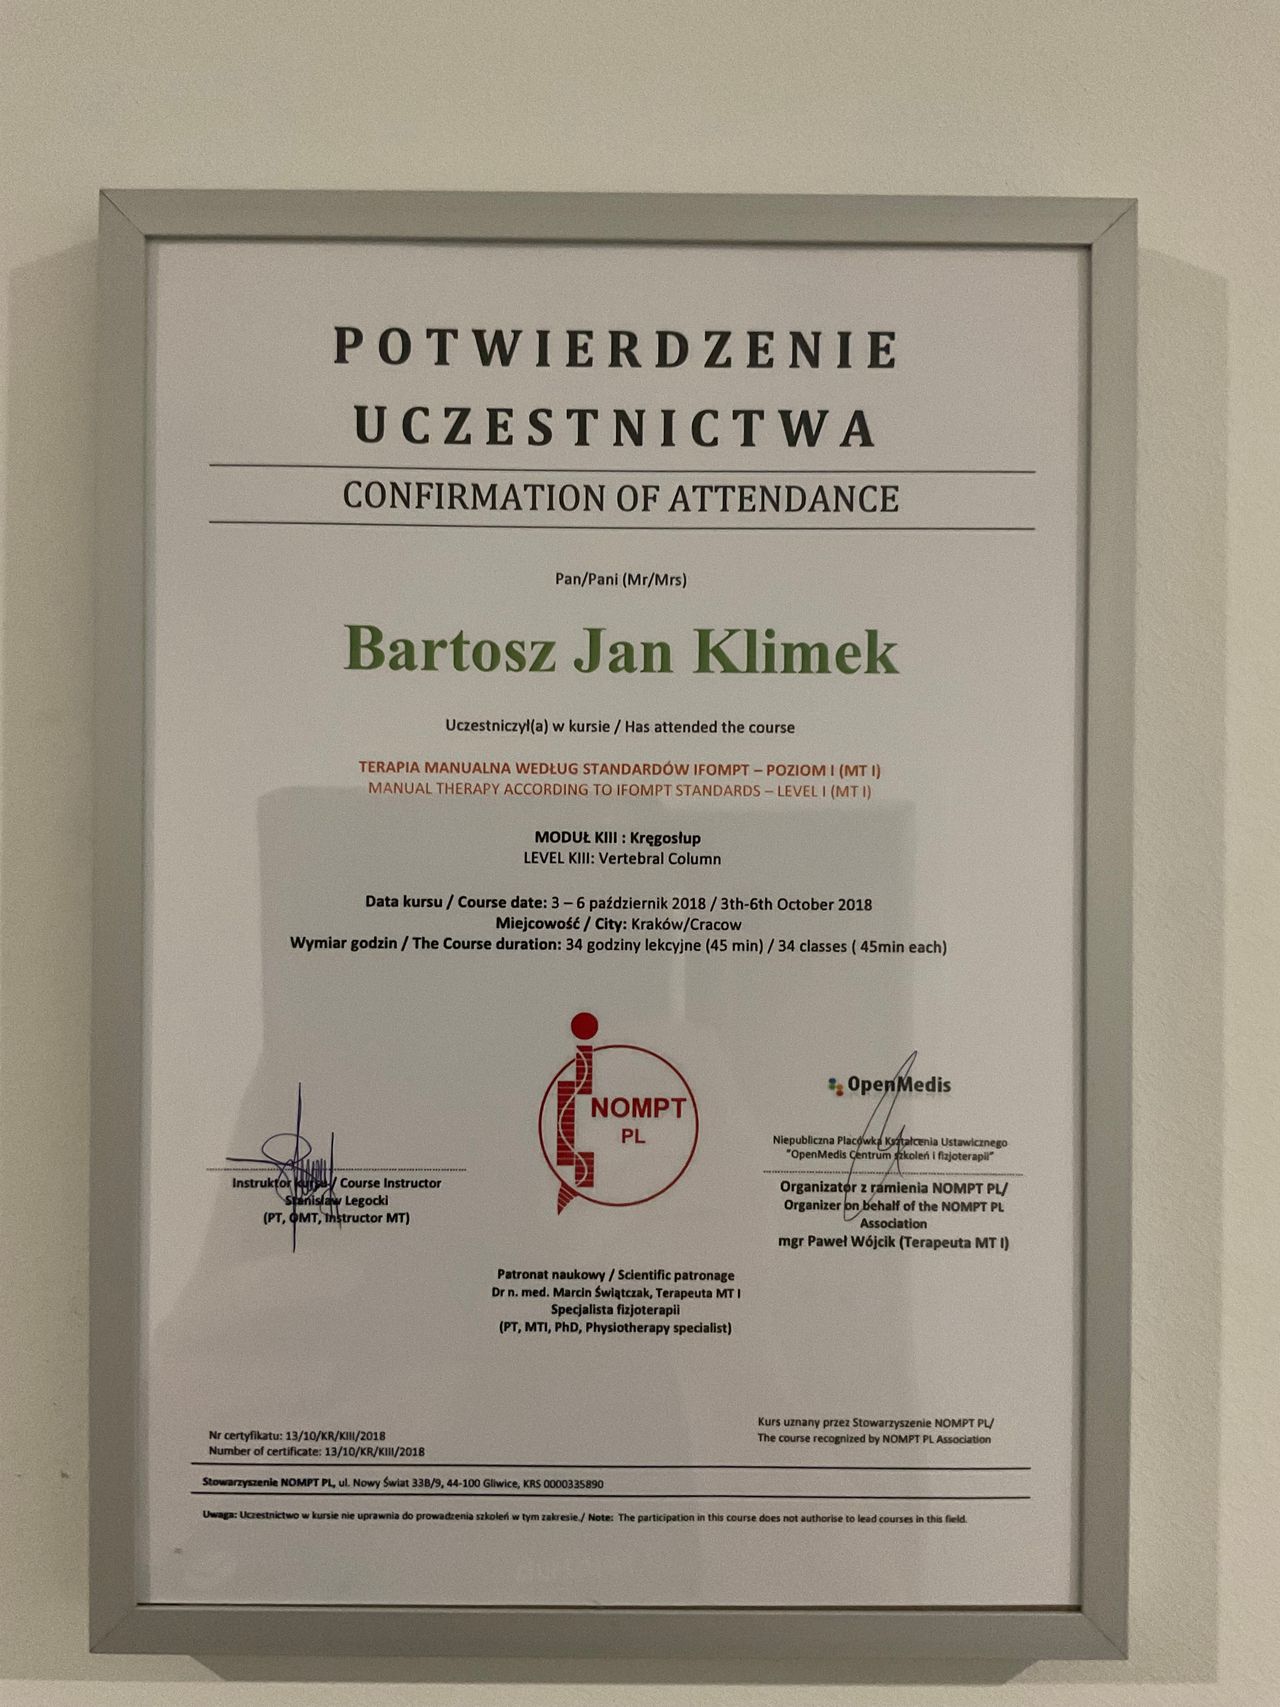 POTWIERDZENIE
UCZESTNICTWA
CONFIRMATION OF ATTENDANCE
Pan/Pani (Mr/Mrs)
Bartosz Jan Klimek
Uczestniczył(a) w kursie / Has attended the course
TERAPIA MANUALNA WEDŁUG STANDARDÓW IFOMPT – POZIOM I (MT I)
MANUAL THERAPY ACCORDING TO IFOMPT STANDARDS – LEVEL I (MT I)
MODUŁ KIII : Kręgosłup
LEVEL KIII: Vertebral Column
Data kursu / Course date: 3 – 6 październik 2018 / 3th-6th October 2018
Miejcowość / City: Kraków/Cracow
Wymiar godzin / The Course duration: 34 godziny lekcyjne (45 min) / 34 classes ( 45min each)
NOMPT
PL
OpenMedis
Niepubliczna Placówka Kształcenia Ustawicznego
"OpenMedis Centrum szkoleń i fizjoterapii"
Instruktor kursu / Course Instructor
Stanisław Legocki
(PT, OMT, Instructor MT)
Organizator z ramienia NOMPT PL/
Organizer on behalf of the NOMPT PL
Association
mgr Paweł Wójcik (Terapeuta MT I)
Patronat naukowy / Scientific patronage
Dr n. med. Marcin Świątczak, Terapeuta MT I
Specjalista fizjoterapii
(PT, MTI, PhD, Physiotherapy specialist)
Nr certyfikatu: 13/10/KR/KIII/2018
Number of certificate: 13/10/KR/KIII/2018
Kurs uznany przez Stowarzyszenie NOMPT PL/
The course recognized by NOMPT PL Association
Stowarzyszenie NOMPT PL, ul. Nowy Świat 33B/9, 44-100 Gliwice, KRS 0000335890
Uwaga: Uczestnictwo w kursie nie uprawnia do prowadzenia szkoleń w tym zakresie./ Note: The participation in this course does not authorise to lead courses in this field.